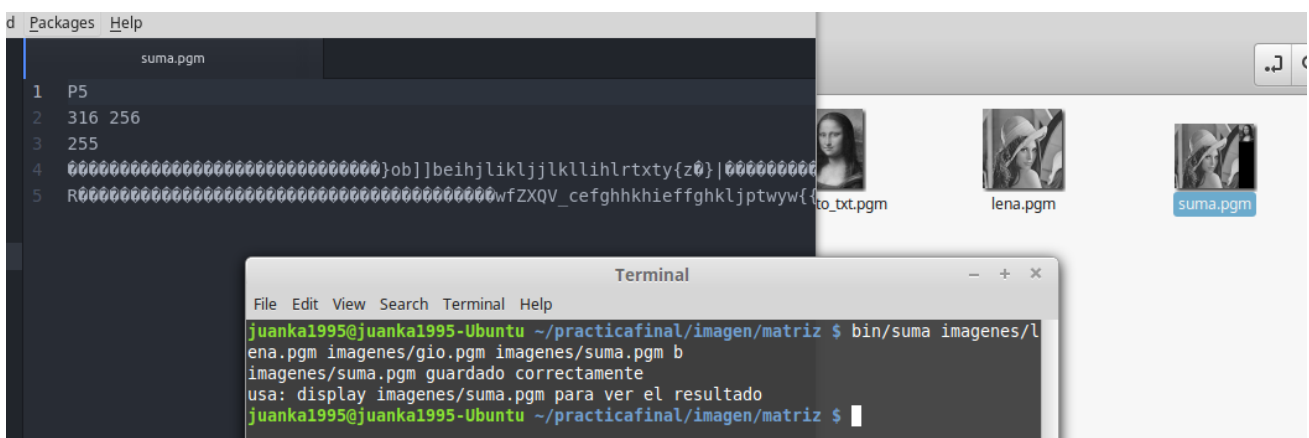 d Packages Help
suma.pgm
1 P5
2 316 256
3 255
4 ������������������������������������}ob]]beihjlikljjlkllihlrtxty{z�}|�����������
5 R������������������������������������������������wfZXQV_cefghhkhieffghkljptwyw{{
to_txt.pgm
lena.pgm
suma.pgm
Terminal
File Edit View Search Terminal Help
juanka1995@juanka1995-Ubuntu ~/practicafinal/imagen/matriz $ bin/suma imagenes/l
ena.pgm imagenes/gio.pgm imagenes/suma.pgm b
imagenes/suma.pgm guardado correctamente
usa: display imagenes/suma.pgm para ver el resultado
juanka1995@juanka1995-Ubuntu ~/practicafinal/imagen/matriz $